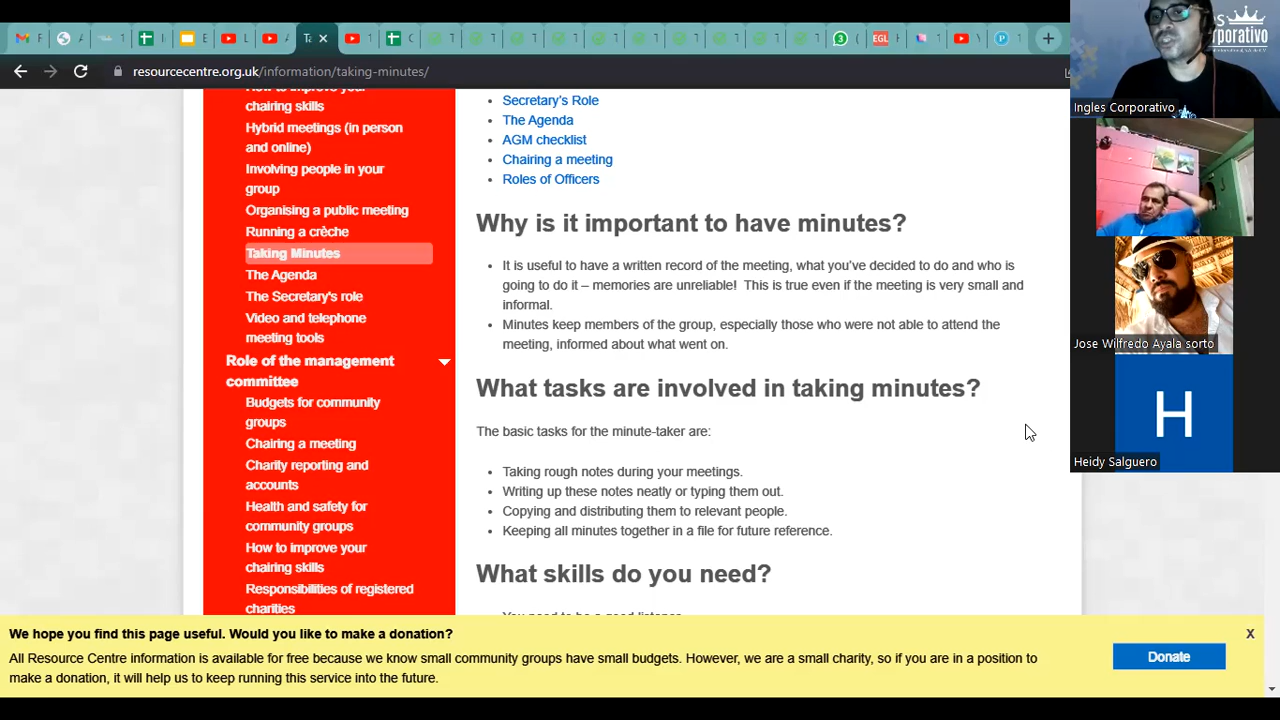 resourcecentre.org.uk/information/taking-minutes/
How to improve your
chairing skills
Hybrid meetings (in person
and online)
Involving people in your
group
Organising a public meeting
Running a crèche
Taking Minutes
The Agenda
The Secretary's role
Video and telephone
meeting tools
Role of the management
committee
Budgets for community
groups
Chairing a meeting
Charity reporting and
accounts
Health and safety for
community groups
How to improve your
chairing skills
Responsibilities of registered
charities
Secretary's Role
The Agenda
AGM checklist
Chairing a meeting
Roles of Officers
Why is it important to have minutes?
It is useful to have a written record of the meeting, what you've decided to do and who is
going to do it – memories are unreliable! This is true even if the meeting is very small and
informal.
Minutes keep members of the group, especially those who were not able to attend the
meeting, informed about what went on.
What tasks are involved in taking minutes?
The basic tasks for the minute-taker are:
Taking rough notes during your meetings.
Writing up these notes neatly or typing them out.
Copying and distributing them to relevant people.
Keeping all minutes together in a file for future reference.
What skills do you need?
You need to be a good listener
We hope you find this page useful. Would you like to make a donation?
X
All Resource Centre information is available for free because we know small community groups have small budgets. However, we are a small charity, so if you are in a position to
make a donation, it will help us to keep running this service into the future.
Donate
Ingles Corporativo
Jose Wilfredo Ayala sorto
H
Heidy Salguero